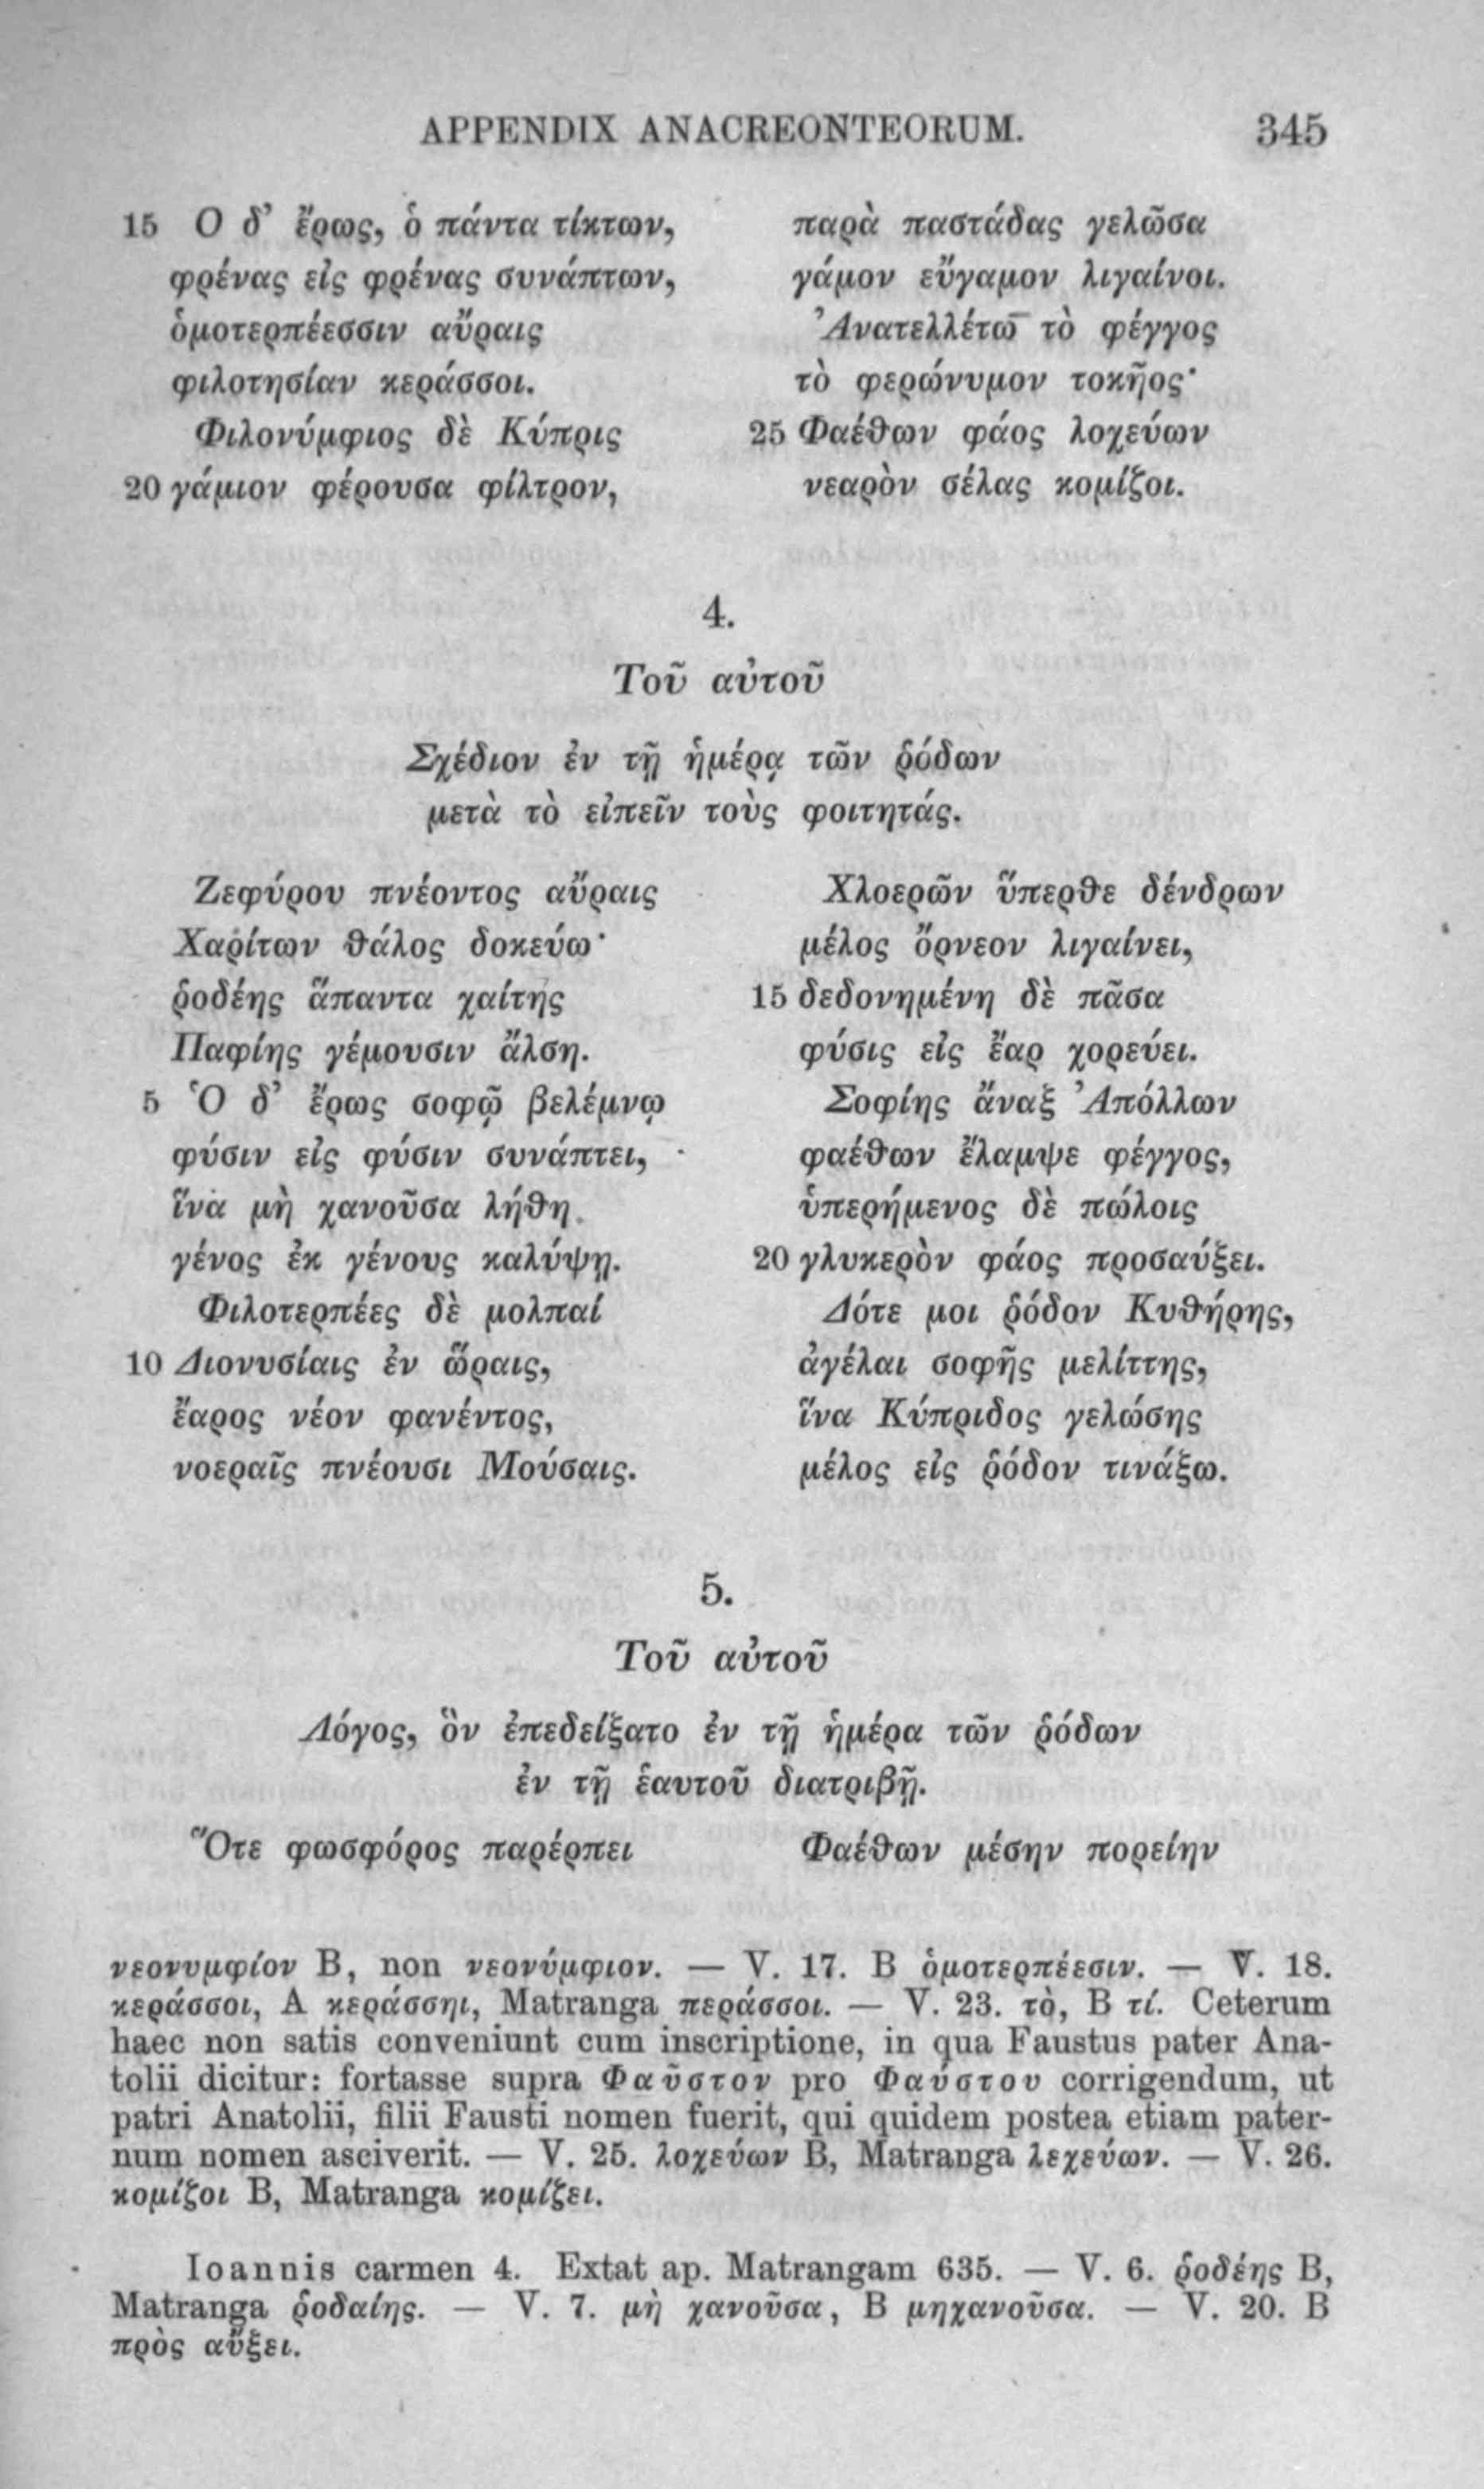 APPENDIX ANACREONTEORUM. 345
15 Ο δ’ ἔρως, ὁ πάντα τίκτων,
φρένας εἰς φρένας συνάπτων,
ὁμοτερπέεσσιν αὔραις
φιλοτησίαν κεράσσοι.
Φιλονύμφιος δὲ Κύπρις
20 γάμιον φέρουσα φίλτρον,
παρὰ παστάδας γελῶσα
γάμον εὔγαμον λιγαίνοι.
Ἀνατελλέτω τὸ φέγγος
τὸ φερώνυμον τοκῆος·
25 Φαέθων φάος λοχεύων
νεαρὸν σέλας κομίζοι.
4.
Τοῦ αὐτοῦ
Σχέδιον ἐν τῇ ἡμέρᾳ τῶν ῥόδων
μετὰ τὸ εἰπεῖν τοὺς φοιτητάς.
Ζεφύρου πνέοντος αὔραις
Χαρίτων θάλος δοκεύω·
ῥοδέης ἅπαντα χαίτης
Παφίης γέμουσιν ἄλση.
5 Ὁ δ’ ἔρως σοφῷ βελέμνῳ
φύσιν εἰς φύσιν συνάπτει,
ἵνα μὴ χανοῦσα λήθη
γένος ἐκ γένους καλύψῃ.
Φιλοτερπέες δὲ μολπαί
10 Διονυσίαις ἐν ὥραις,
ἔαρος νέον φανέντος,
νοεραῖς πνέουσι Μούσαις.
Χλοερῶν ὕπερθε δένδρων
μέλος ὄρνεον λιγαίνει,
15 δεδονημένη δὲ πᾶσα
φύσις εἰς ἔαρ χορεύει.
Σοφίης ἄναξ Ἀπόλλων
φαέθων ἔλαμψε φέγγος,
ὑπερήμενος δὲ πώλοις
20 γλυκερὸν φάος προσαύξει.
Δότε μοι ῥόδον Κυθήρης,
ἀγέλαι σοφῆς μελίττης,
ἵνα Κύπριδος γελώσης
μέλος εἰς ῥόδον τινάξω.
5.
Τοῦ αὐτοῦ
Λόγος, ὃν ἐπεδείξατο ἐν τῇ ἡμέρα τῶν ῥόδων
ἐν τῇ ἑαυτοῦ διατριβῇ.
Ὅτε φωσφόρος παρέρπει
Φαέθων μέσην πορείην
νεονυμφίον B, non νεονύμφιον. — V. 17. B ὁμοτερπέεσιν. — V. 18.
κεράσσοι, A κεράσσηι, Matranga περάσσοι. — V. 23. τὸ, B τί. Ceterum
haec non satis conveniunt cum inscriptione, in qua Faustus pater Ana-
tolii dicitur: fortasse supra Φαῦστον pro Φαύστου corrigendum, ut
patri Anatolii, filii Fausti nomen fuerit, qui quidem postea etiam pater-
num nomen asciverit. — V. 25. λοχεύων B, Matranga λεχεύων. — V. 26.
κομίζοι B, Matranga κομίζει.
Ioannis carmen 4. Extat ap. Matrangam 635. — V. 6. ῥοδέης B,
Matranga ῥοδαίης. — V. 7. μὴ χανοῦσα, B μηχανοῦσα. — V. 20. B
πρὸς αὔξει.